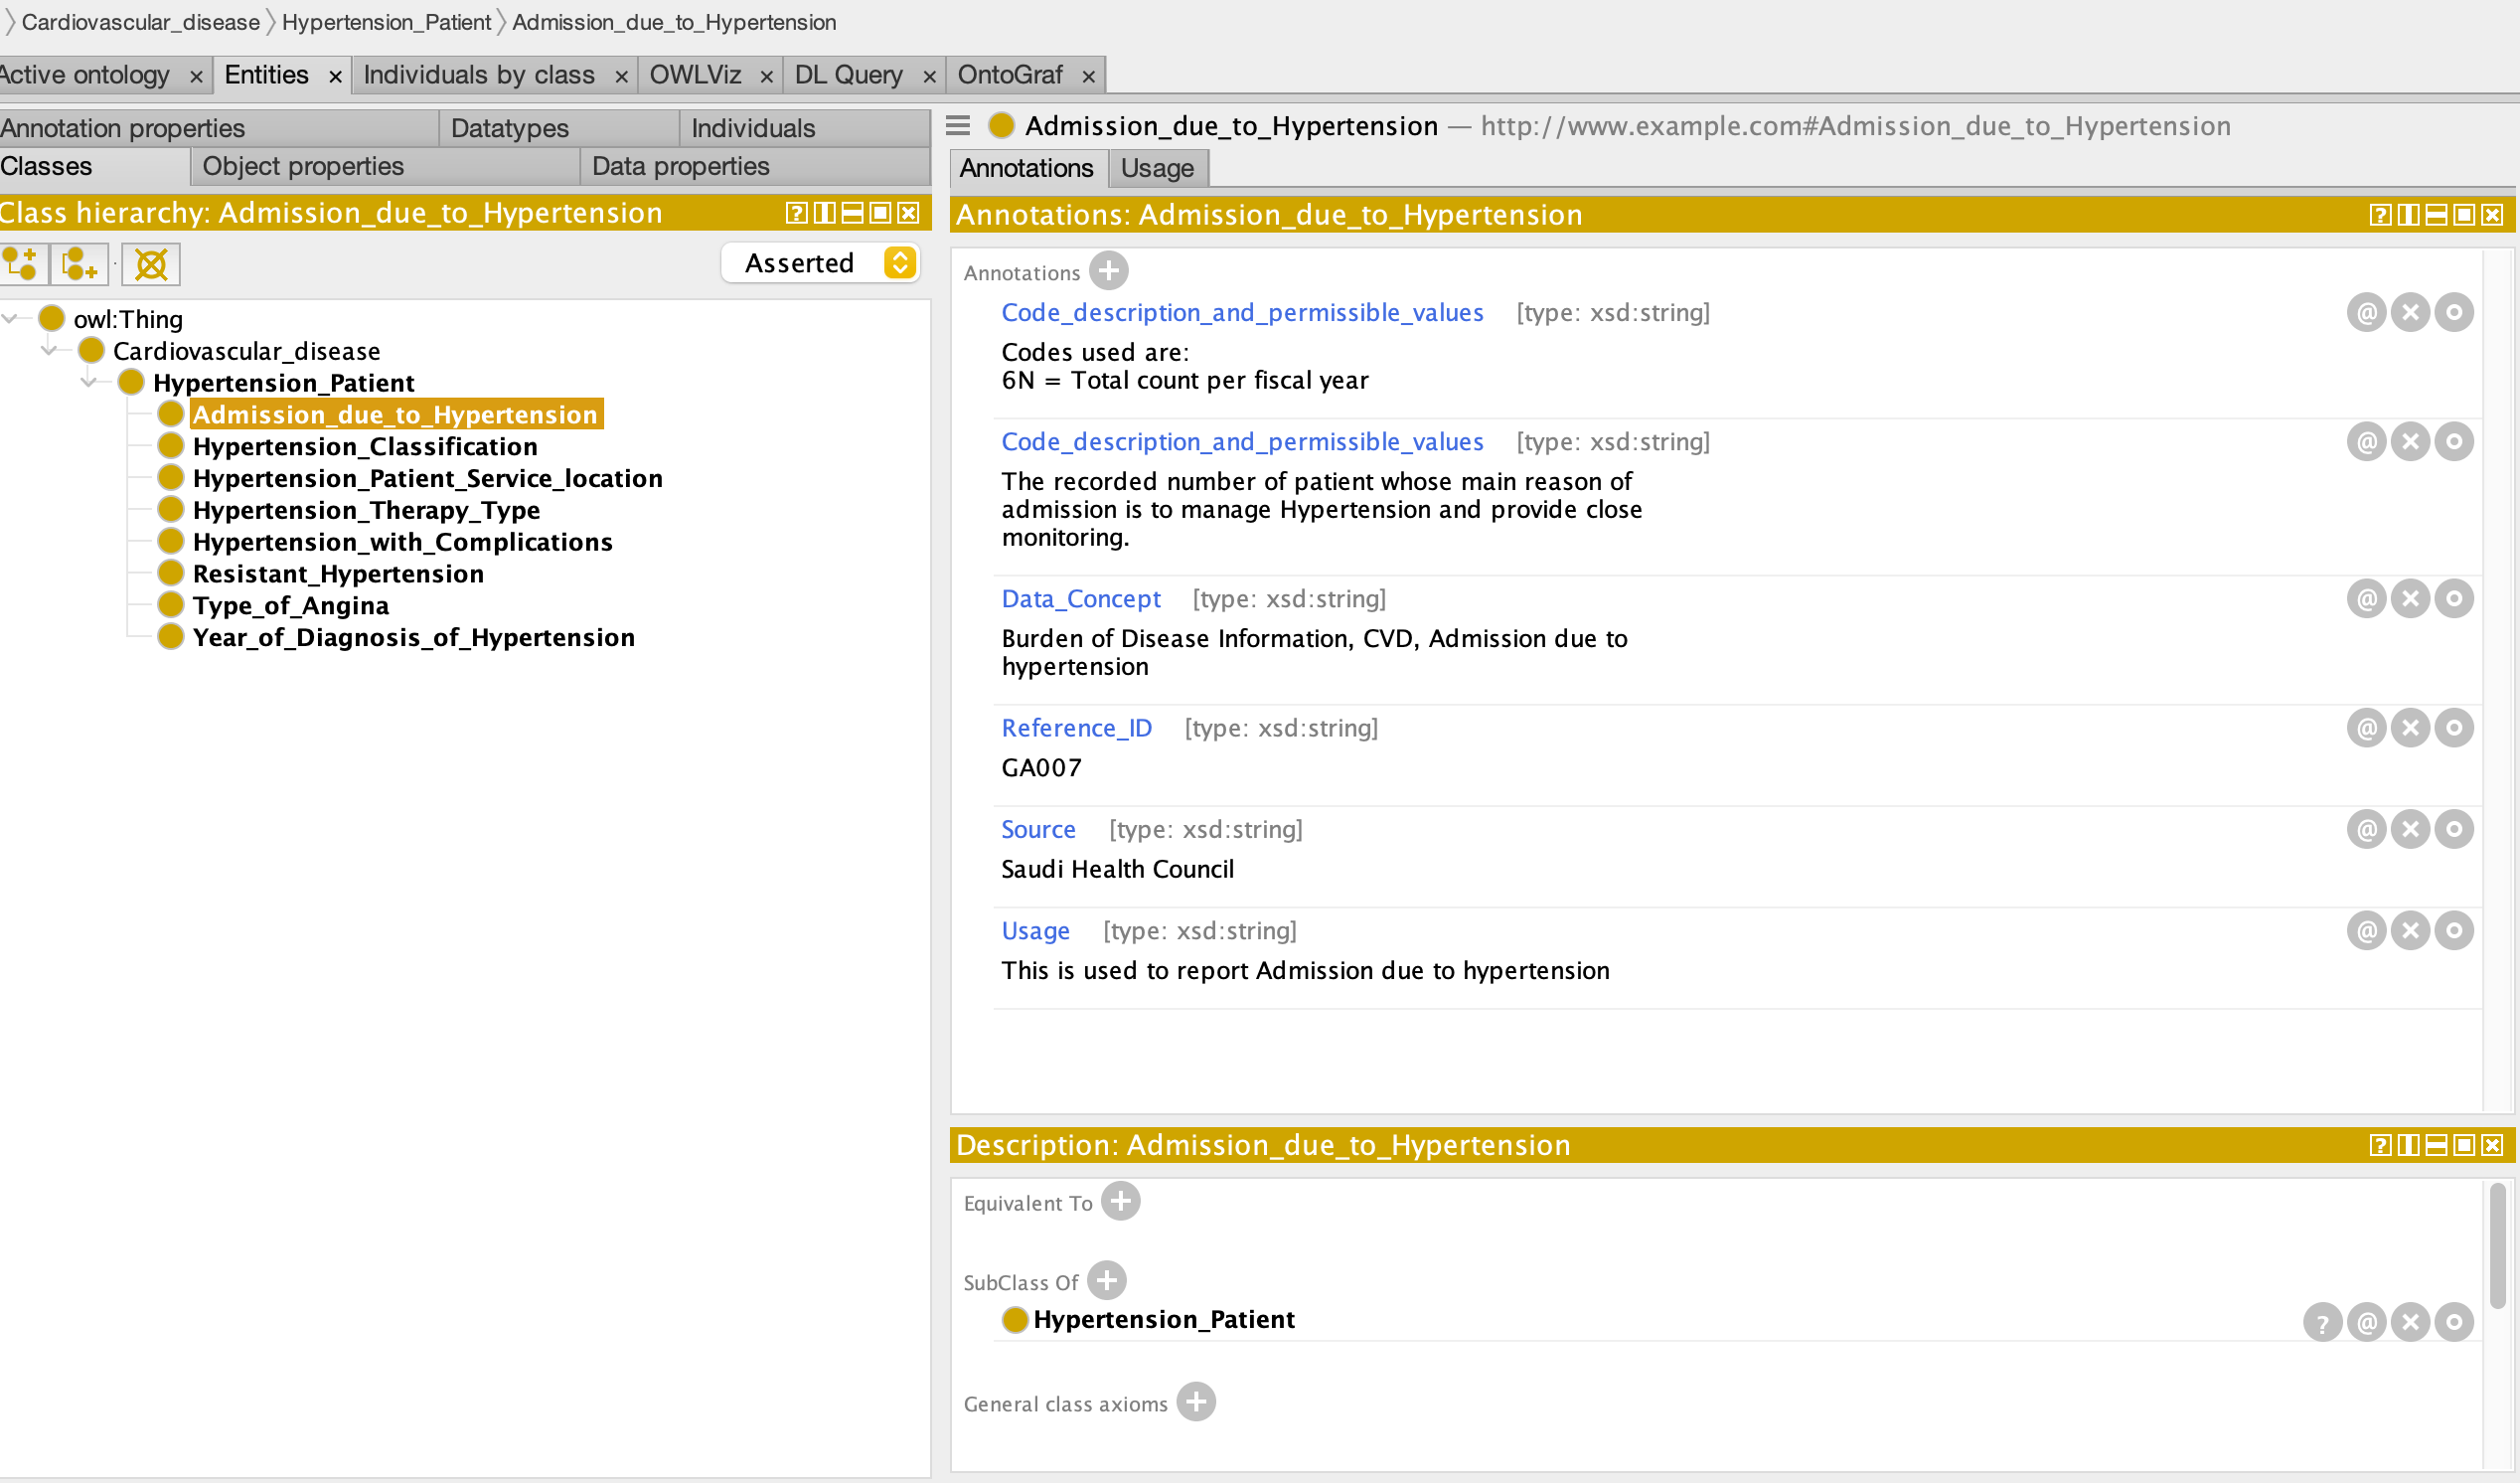 Cardiovascular_disease Hypertension_Patient Admission_due_to_Hypertension
Active ontology × Entities × Individuals by class × OWLViz × DL Query × OntoGraf ×
Annotation properties Datatypes Individuals
Classes Object properties Data properties
Class hierarchy: Admission_due_to_Hypertension
Asserted
owl:Thing
Cardiovascular_disease
Hypertension_Patient
Admission_due_to_Hypertension
Hypertension_Classification
Hypertension_Patient_Service_location
Hypertension_Therapy_Type
Hypertension_with_Complications
Resistant_Hypertension
Type_of_Angina
Year_of_Diagnosis_of_Hypertension
Admission_due_to_Hypertension — http://www.example.com#Admission_due_to_Hypertension
Annotations Usage
Annotations: Admission_due_to_Hypertension
Annotations
Code_description_and_permissible_values [type: xsd:string]
Codes used are:
6N = Total count per fiscal year
Code_description_and_permissible_values [type: xsd:string]
The recorded number of patient whose main reason of
admission is to manage Hypertension and provide close
monitoring.
Data_Concept [type: xsd:string]
Burden of Disease Information, CVD, Admission due to
hypertension
Reference_ID [type: xsd:string]
GA007
Source [type: xsd:string]
Saudi Health Council
Usage [type: xsd:string]
This is used to report Admission due to hypertension
Description: Admission_due_to_Hypertension
Equivalent To
SubClass Of
Hypertension_Patient
General class axioms